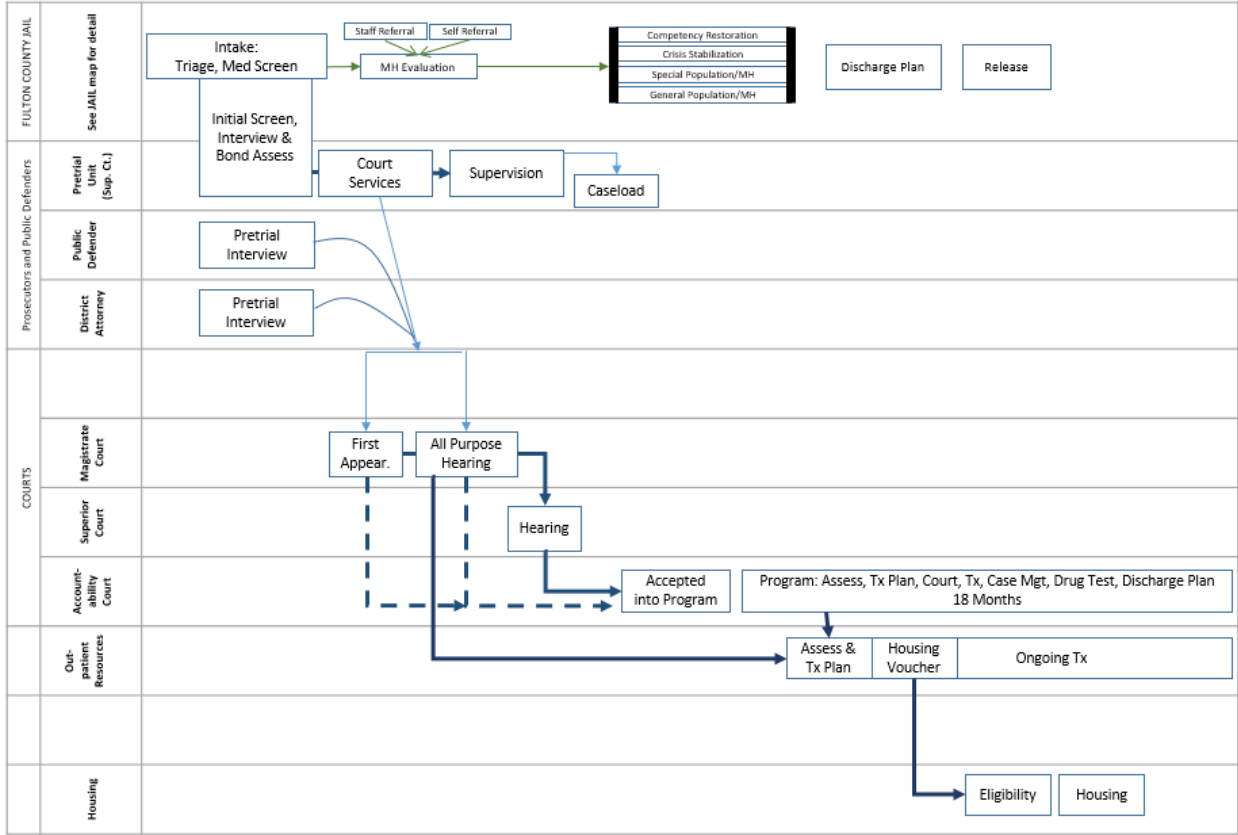 FULTON COUNTY JAIL
See JAIL map for detail
Intake:
Triage, Med Screen
Staff Referral
Self Referral
MH Evaluation
Competency Restoration
Crisis Stabilization
Special Population/MH
General Population/MH
Discharge Plan
Release
Initial Screen,
Interview &
Bond Assess
Prosecutors and Public Defenders
Pretrial
Unit
(Sup. Ct.)
Court
Services
Supervision
Caseload
Public
Defender
Pretrial
Interview
District
Attorney
Pretrial
Interview
COURTS
Magistrate
Court
First
Appear.
All Purpose
Hearing
Superior
Court
Hearing
Account-
ability
Court
Accepted
into Program
Program: Assess, Tx Plan, Court, Tx, Case Mgt, Drug Test, Discharge Plan
18 Months
Out-
patient
Resources
Assess &
Tx Plan
Housing
Voucher
Ongoing Tx
Housing
Eligibility
Housing